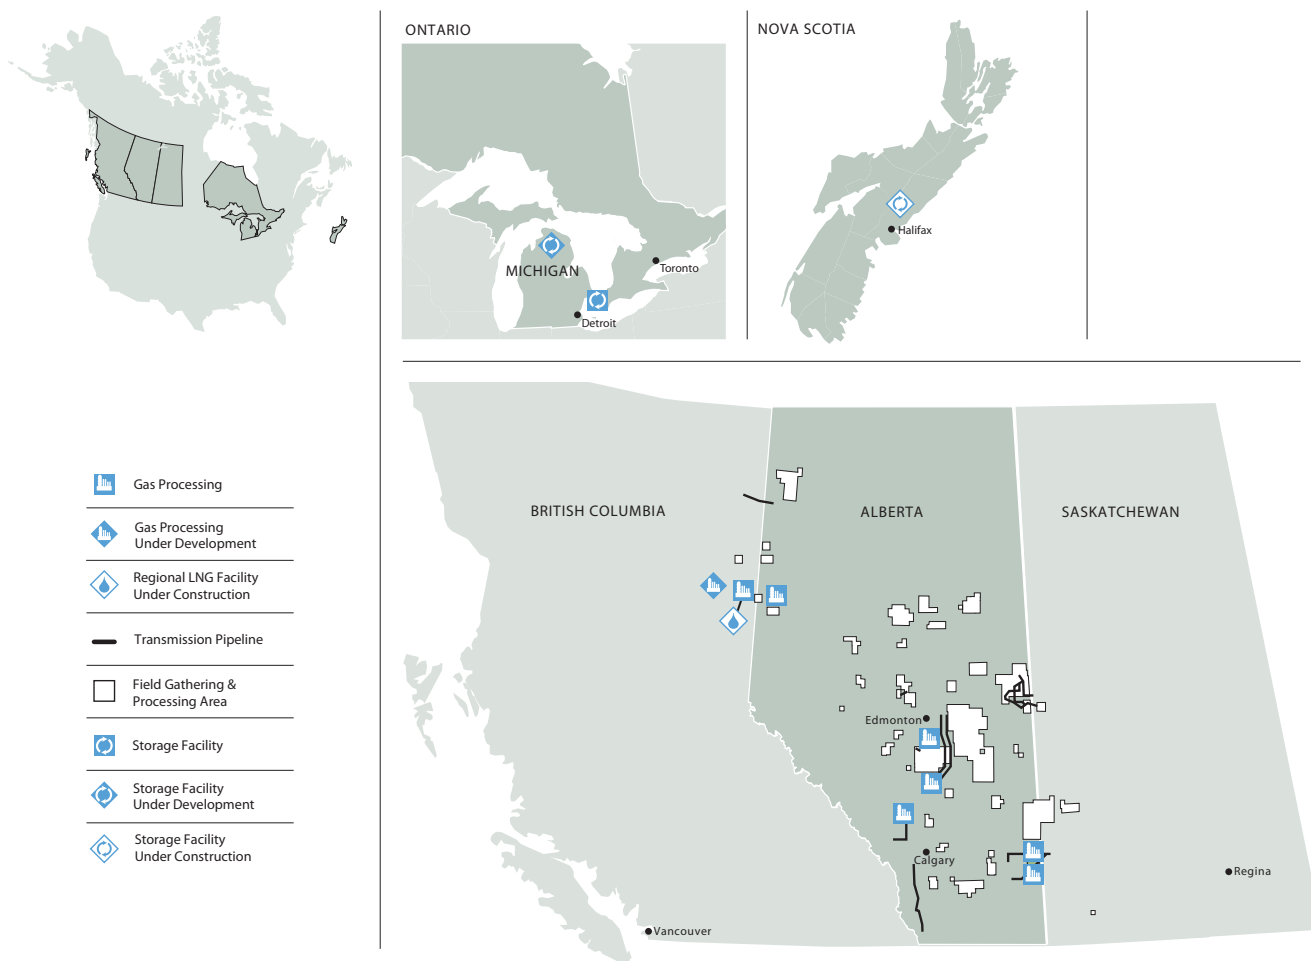 ONTARIO
MICHIGAN
Toronto
Detroit
NOVA SCOTIA
Halifax
Gas Processing
Gas Processing
Under Development
Regional LNG Facility
Under Construction
Transmission Pipeline
Field Gathering &
Processing Area
Storage Facility
Storage Facility
Under Development
Storage Facility
Under Construction
BRITISH COLUMBIA
ALBERTA
SASKATCHEWAN
Edmonton
Calgary
Regina
Vancouver